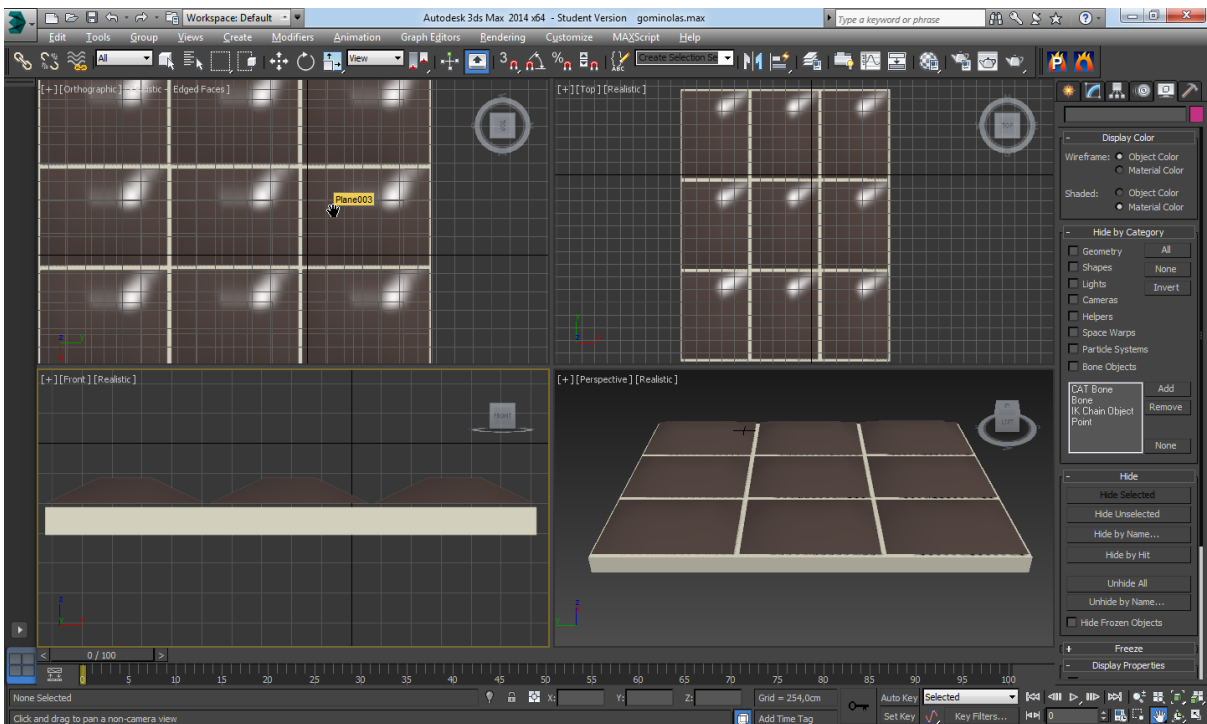 Workspace: Default
Autodesk 3ds Max 2014 x64 - Student Version gominolas.max
Type a keyword or phrase
Edit Tools Group Views Create Modifiers Animation Graph Editors Rendering Customize MAXScript Help
All
View
3
Create Selection Se
[+][Orthographic]
Edged Faces ]
Plane003
[+][Top][Realistic]
TOP
[+][Front][Realistic]
FRONT
[+][Perspective][Realistic]
LEFT
Display Color
Wireframe: Object Color
Material Color
Shaded: Object Color
Material Color
Hide by Category
Geometry All
Shapes None
Lights Invert
Cameras
Helpers
Space Warps
Particle Systems
Bone Objects
CAT Bone Add
Bone
IK Chain Object Remove
Point
None
Hide
Hide Selected
Hide Unselected
Hide by Name...
Hide by Hit
Unhide All
Unhide by Name...
Hide Frozen Objects
Freeze
Display Properties
< 0 / 100 >
0 5 10 15 20 25 30 35 40 45 50 55 60 65 70 75 80 85 90 95 100
None Selected X: Y: Z: Grid = 254,0cm Auto Key Selected
Click and drag to pan a non-camera view Add Time Tag Set Key Key Filters... 0